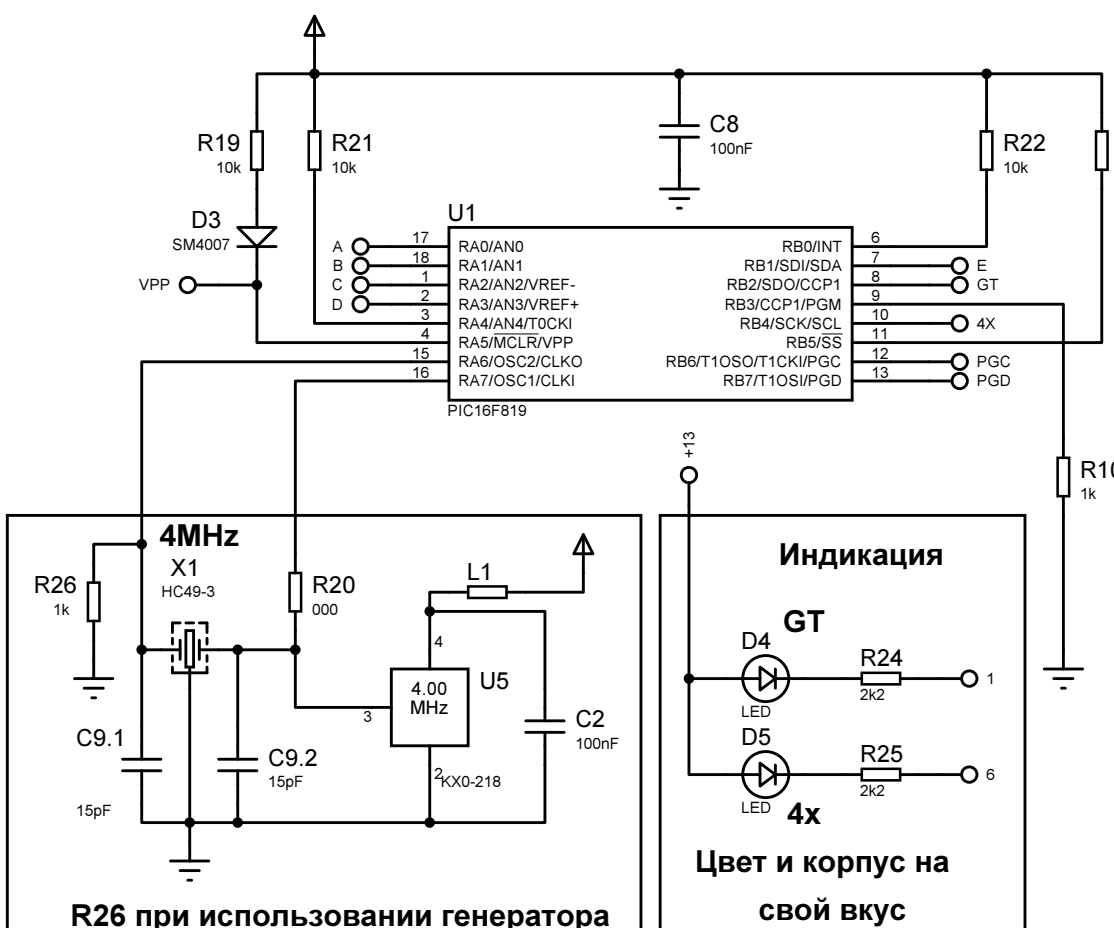 R19
10k
R21
10k
C8
100nF
R22
10k
D3
SM4007
VPP
U1
A
B
C
D
17
18
1
2
3
4
15
16
RA0/AN0
RA1/AN1
RA2/AN2/VREF-
RA3/AN3/VREF+
RA4/AN4/T0CKI
RA5/MCLR/VPP
RA6/OSC2/CLKO
RA7/OSC1/CLKI
RB0/INT
RB1/SDI/SDA
RB2/SDO/CCP1
RB3/CCP1/PGM
RB4/SCK/SCL
RB5/SS
RB6/T1OSO/T1CKI/PGC
RB7/T1OSI/PGD
6
7
8
9
10
11
12
13
E
GT
4X
PGC
PGD
PIC16F819
+13
R10
1k
4MHz
X1
HC49-3
R26
1k
R20
000
L1
4
4.00
MHz
U5
3
2
KX0-218
C2
100nF
C9.1
15pF
C9.2
15pF
R26 при использовании генератора
Индикация
GT
D4
LED
R24
2k2
1
D5
LED
R25
2k2
6
4x
Цвет и корпус на
свой вкус